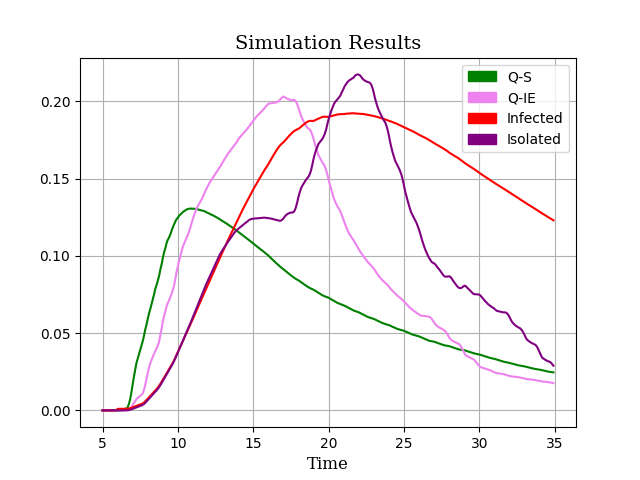 Simulation Results
Q-S
Q-IE
Infected
Isolated
0.20
0.15
0.10
0.05
0.00
5 10 15 20 25 30 35
Time